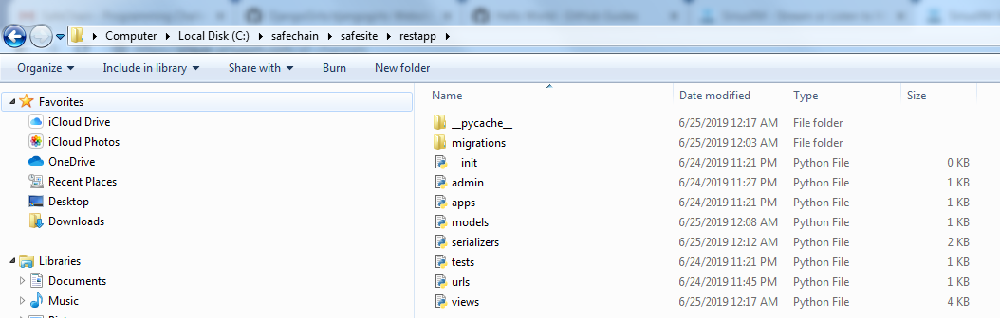 Computer Local Disk (C:) safechain safesite restapp
Organize Include in library Share with Burn New folder
Name Date modified Type Size
Favorites
iCloud Drive
iCloud Photos
OneDrive
Recent Places
Desktop
Downloads
Libraries
Documents
Music
__pycache__ 6/25/2019 12:17 AM File folder
migrations 6/25/2019 12:03 AM File folder
__init__ 6/24/2019 11:21 PM Python File 0 KB
admin 6/24/2019 11:27 PM Python File 1 KB
apps 6/24/2019 11:21 PM Python File 1 KB
models 6/25/2019 12:08 AM Python File 1 KB
serializers 6/25/2019 12:12 AM Python File 2 KB
tests 6/24/2019 11:21 PM Python File 1 KB
urls 6/24/2019 11:45 PM Python File 1 KB
views 6/25/2019 12:17 AM Python File 4 KB